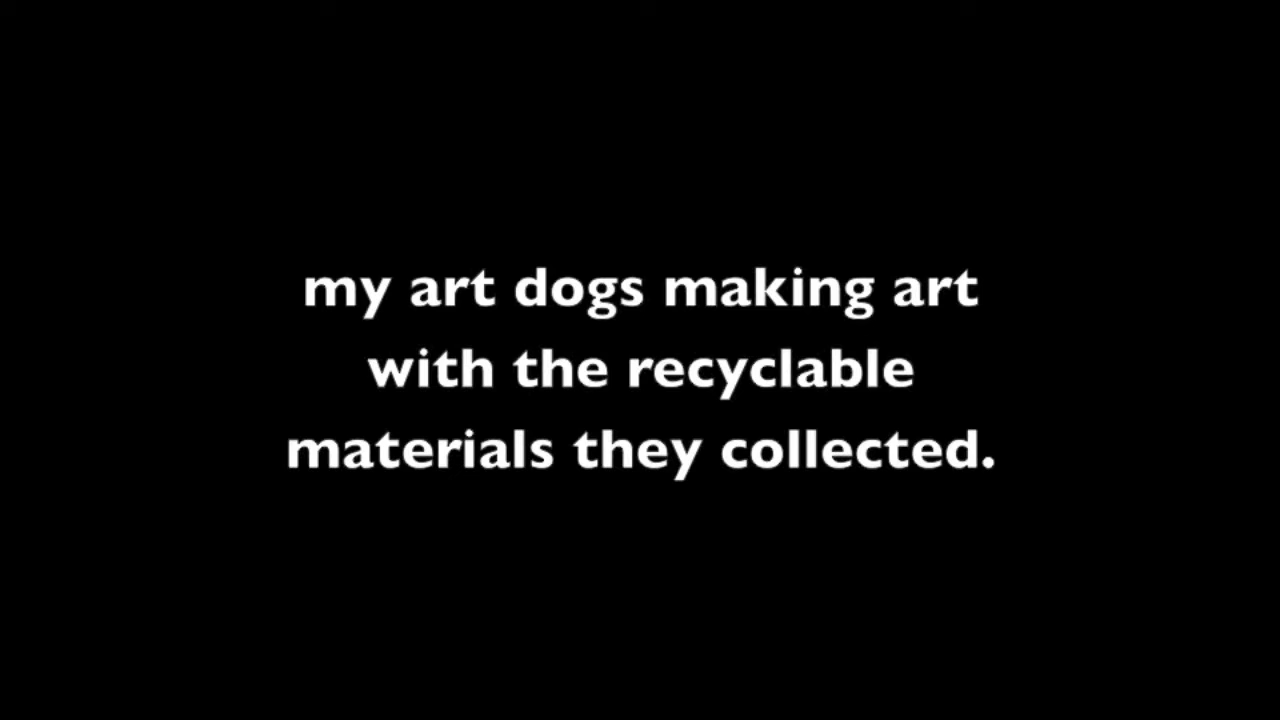 my art dogs making art
with the recyclable
materials they collected.